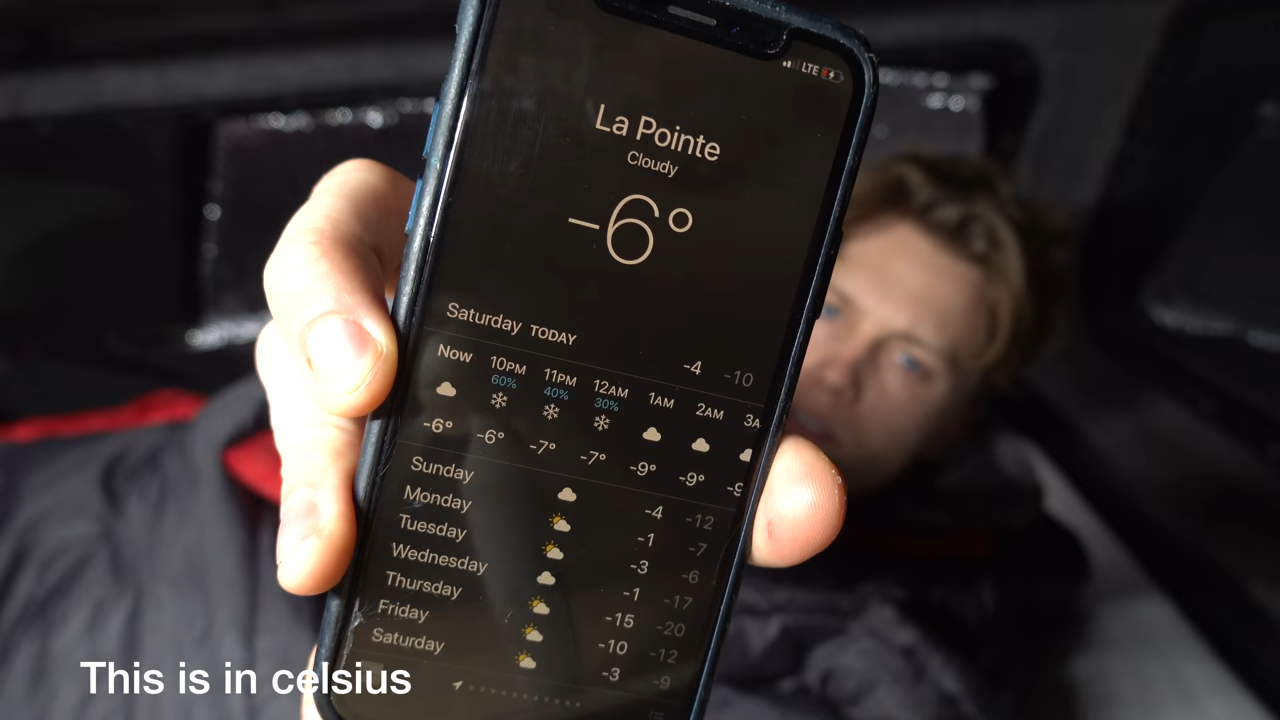 LTE
La Pointe
Cloudy
-6°
Saturday TODAY -4 -10
Now 10PM 11PM 12AM 1AM 2AM 3A
60% 40% 30%
-6° -6° -7° -7° -9° -9° -9
Sunday -4 -12
Monday -1 -7
Tuesday -3 -6
Wednesday -1 -17
Thursday -15 -20
Friday -10 -12
Saturday -3 -9
This is in celsius